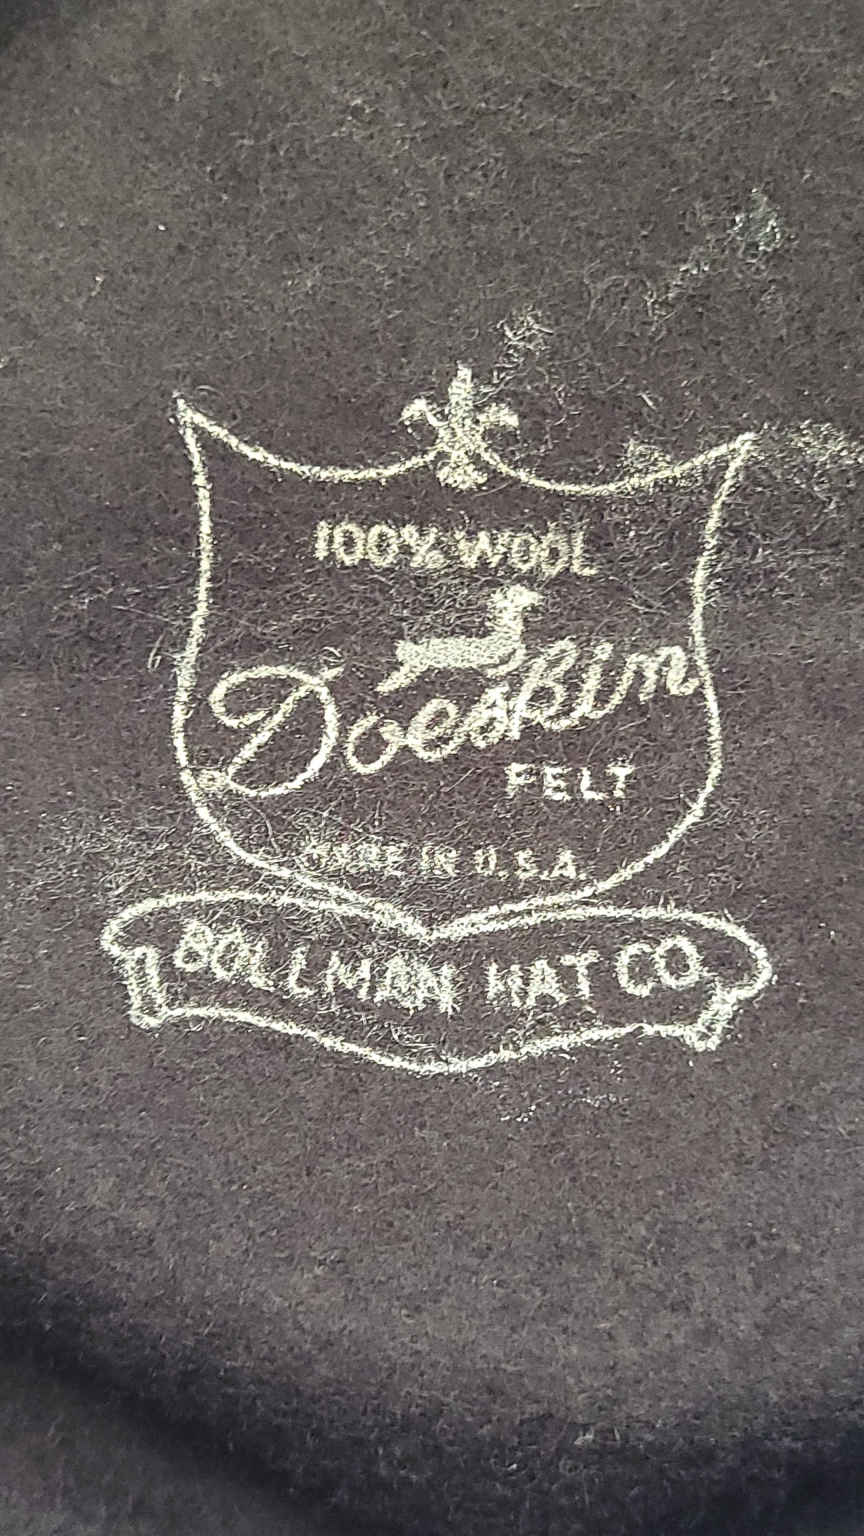 100% WOOL
Doeskin
FELT
MADE IN U.S.A.
BOLLMAN HAT CO.